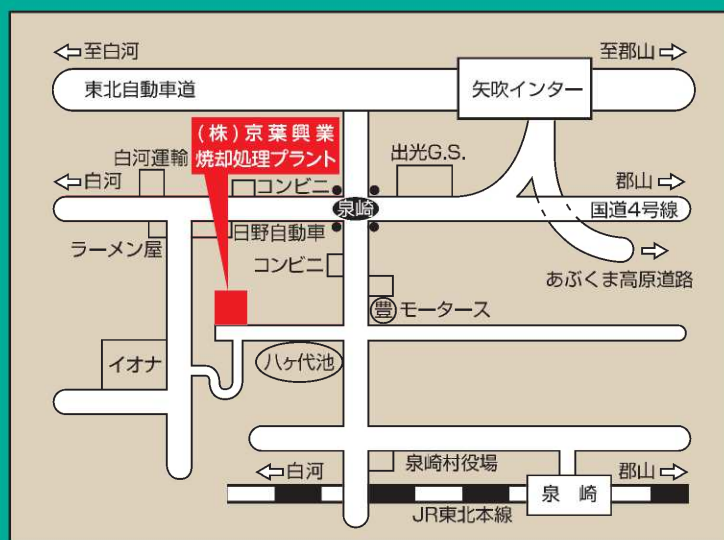 至白河
至郡山
東北自動車道
矢吹インター
(株)京葉興業
焼却処理プラント
白河運輸
出光G.S.
白河
コンビニ
郡山
泉崎
国道4号線
ラーメン屋
日野自動車
コンビニ
あぶくま高原道路
豊モータース
イオナ
八ヶ代池
白河
泉崎村役場
郡山
泉崎
JR東北本線